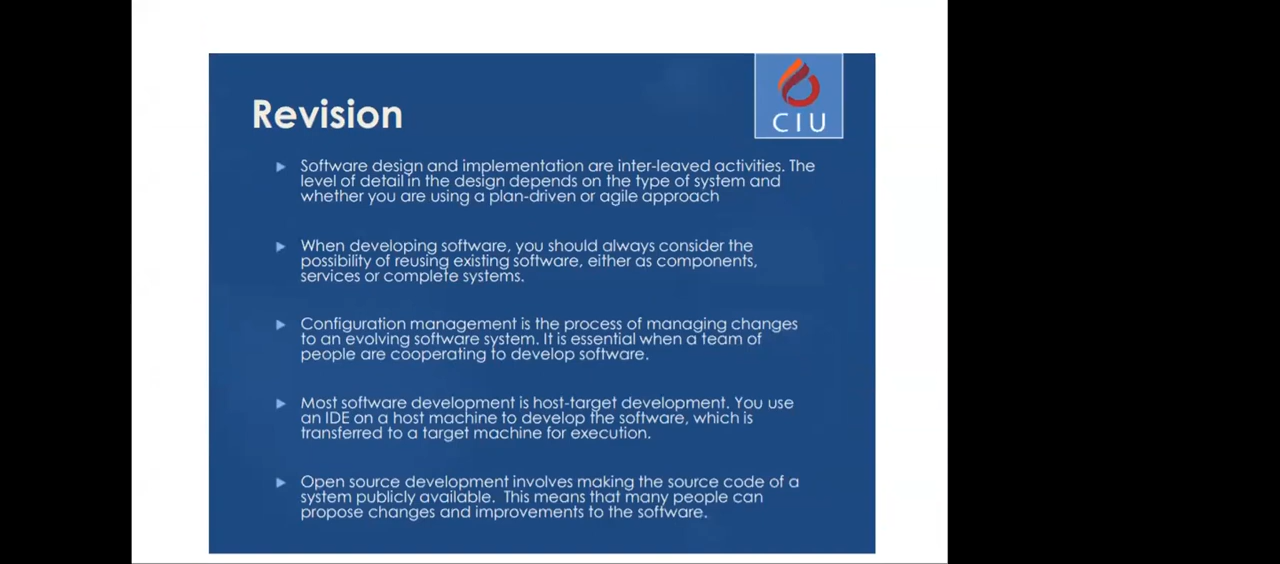 Revision
CIU
Software design and implementation are inter-leaved activities. The
level of detail in the design depends on the type of system and
whether you are using a plan-driven or agile approach
When developing software, you should always consider the
possibility of reusing existing software, either as components,
services or complete systems.
Configuration management is the process of managing changes
to an evolving software system. It is essential when a team of
people are cooperating to develop software.
Most software development is host-target development. You use
an IDE on a host machine to develop the software, which is
transferred to a target machine for execution.
Open source development involves making the source code of a
system publicly available.  This means that many people can
propose changes and improvements to the software.